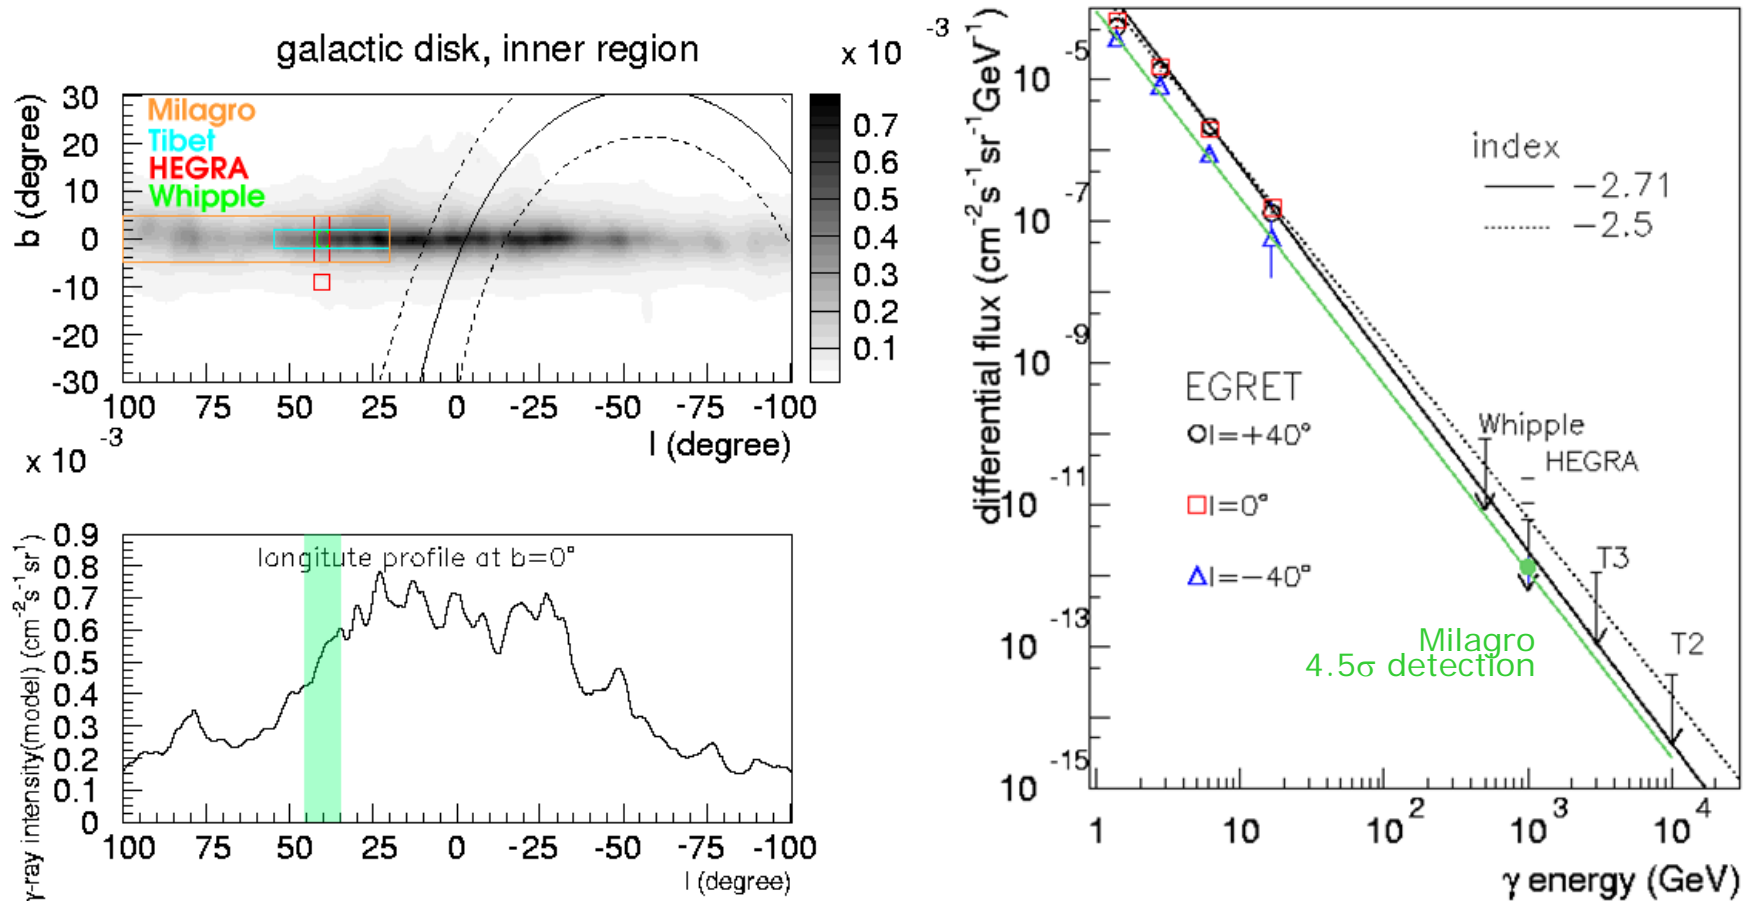 galactic disk, inner region
x 10
-3
b (degree)
30
20
10
0
-10
-20
-30
Milagro
Tibet
HEGRA
Whipple
0.7
0.6
0.5
0.4
0.3
0.2
0.1
100 75 50 25 0 -25 -50 -75 -100
l (degree)
x 10
-3
γ-ray intensity(model) (cm-2s-1sr1)
0.9
0.8
0.7
0.6
0.5
0.4
0.3
0.2
0.1
0
longitute profile at b=0°
100 75 50 25 0 -25 -50 -75 -100
l (degree)
differential flux (cm-2s-1sr-1GeV-1)
10-5
10-7
10-9
10-11
10-13
10-15
index
-2.71
-2.5
EGRET
l=+40°
l=0°
l=-40°
Whipple
HEGRA
T3
T2
Milagro
4.5σ detection
1 10 102 103 104
γ energy (GeV)